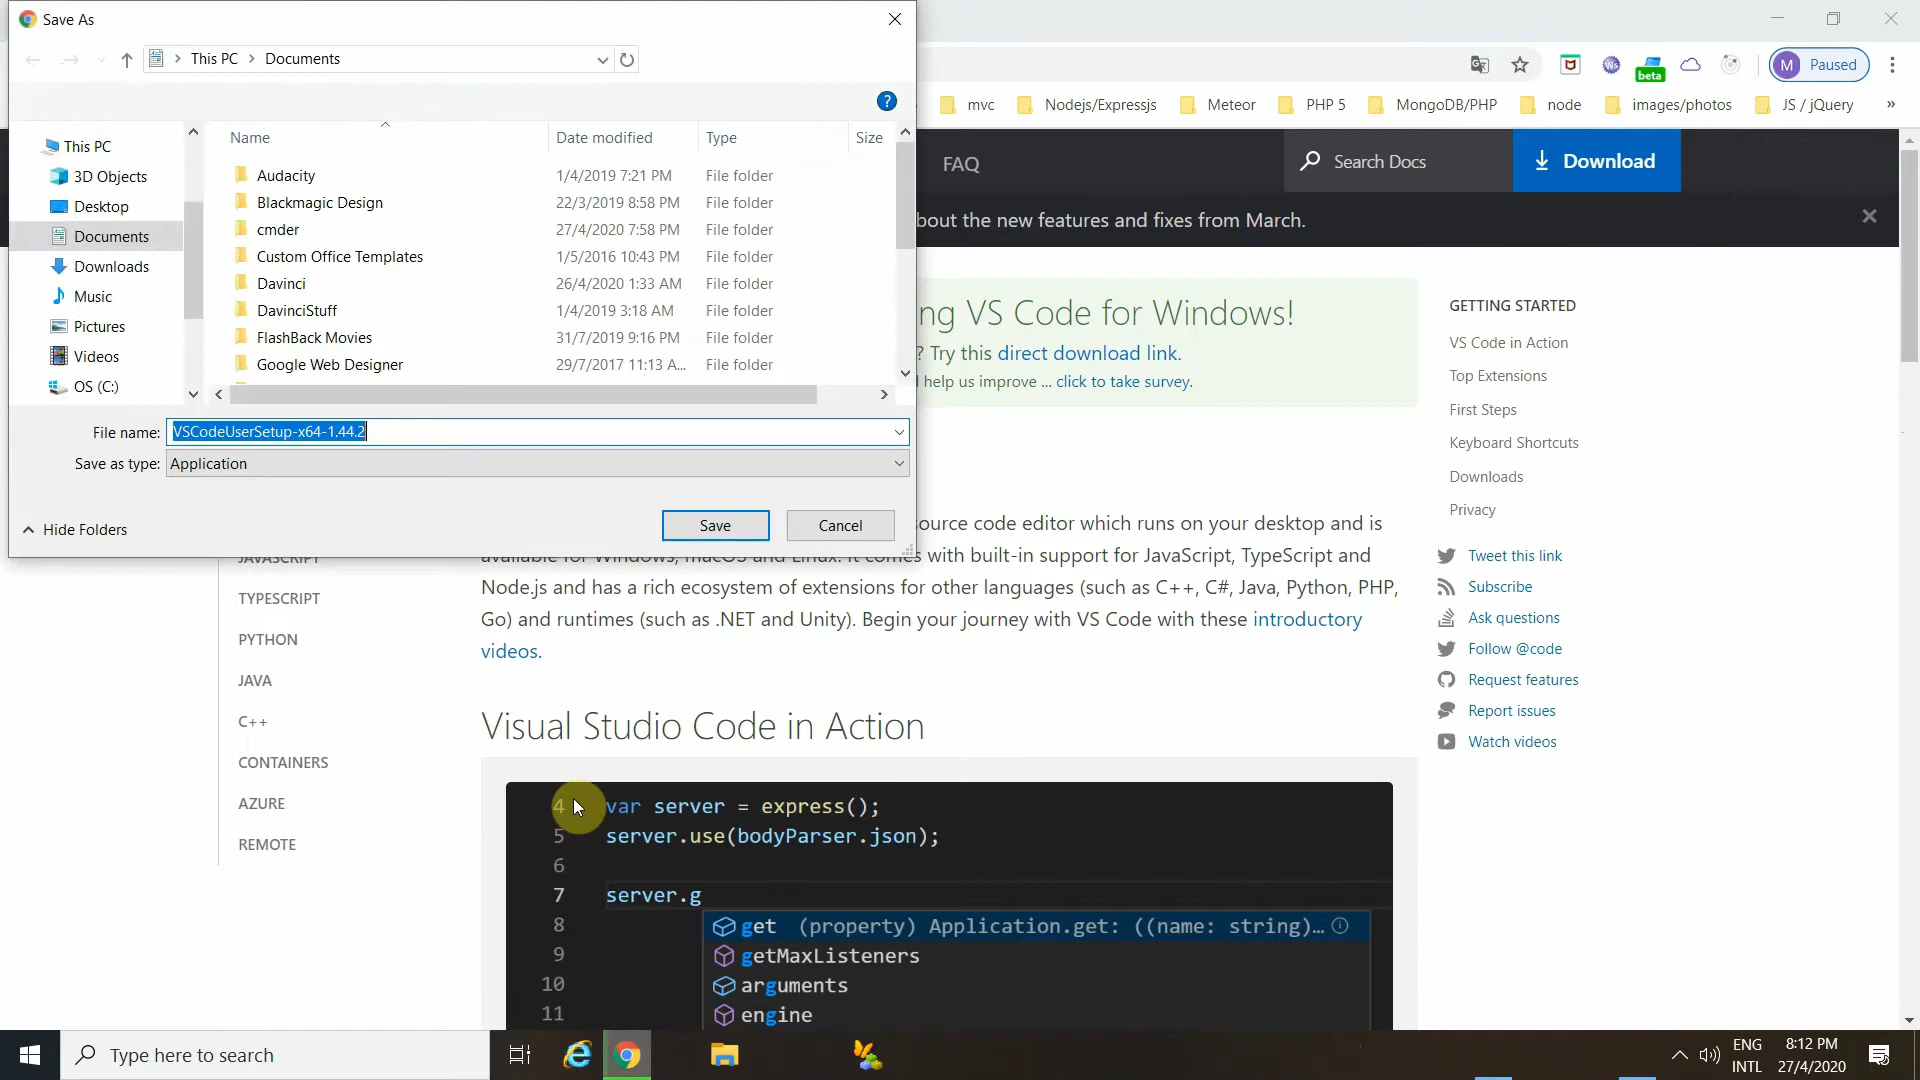 Save As
This PC
Documents
?
Name
Date modified
Type
Size
This PC
3D Objects
Desktop
Documents
Downloads
Music
Pictures
Videos
OS (C:)
Audacity 1/4/2019 7:21 PM File folder
Blackmagic Design 22/3/2019 8:58 PM File folder
cmder 27/4/2020 7:58 PM File folder
Custom Office Templates 1/5/2016 10:43 PM File folder
Davinci 26/4/2020 1:33 AM File folder
DavinciStuff 1/4/2019 3:18 AM File folder
FlashBack Movies 31/7/2019 9:16 PM File folder
Google Web Designer 29/7/2017 11:13 A... File folder
File name: VSCodeUserSetup-x64-1.44.2
Save as type: Application
Hide Folders
Save
Cancel
beta
M Paused
mvc
Nodejs/Expressjs
Meteor
PHP 5
MongoDB/PHP
node
images/photos
JS / jQuery
»
FAQ
Search Docs
Download
bout the new features and fixes from March.
ng VS Code for Windows!
? Try this direct download link.
help us improve ... click to take survey.
ource code editor which runs on your desktop and is
available for Windows, macOS and Linux. It comes with built-in support for JavaScript, TypeScript and
Node.js and has a rich ecosystem of extensions for other languages (such as C++, C#, Java, Python, PHP,
Go) and runtimes (such as .NET and Unity). Begin your journey with VS Code with these introductory
videos.
JAVASCRIPT
TYPESCRIPT
PYTHON
JAVA
C++
CONTAINERS
AZURE
REMOTE
Visual Studio Code in Action
4 var server = express();
5 server.use(bodyParser.json);
6
7 server.g
8 get (property) Application.get: ((name: string)...
9 getMaxListeners
10 arguments
11 engine
GETTING STARTED
VS Code in Action
Top Extensions
First Steps
Keyboard Shortcuts
Downloads
Privacy
Tweet this link
Subscribe
Ask questions
Follow @code
Request features
Report issues
Watch videos
Type here to search
ENG
INTL
8:12 PM
27/4/2020